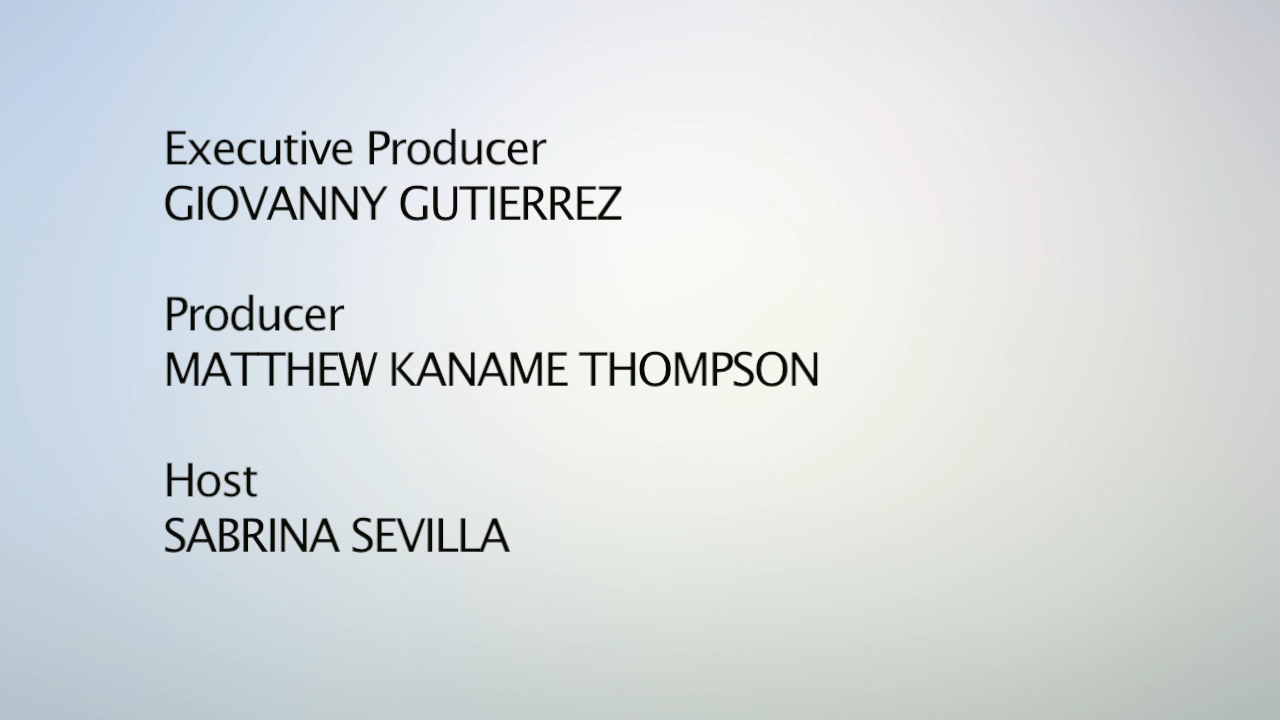 Executive Producer
GIOVANNY GUTIERREZ
Producer
MATTHEW KANAME THOMPSON
Host
SABRINA SEVILLA